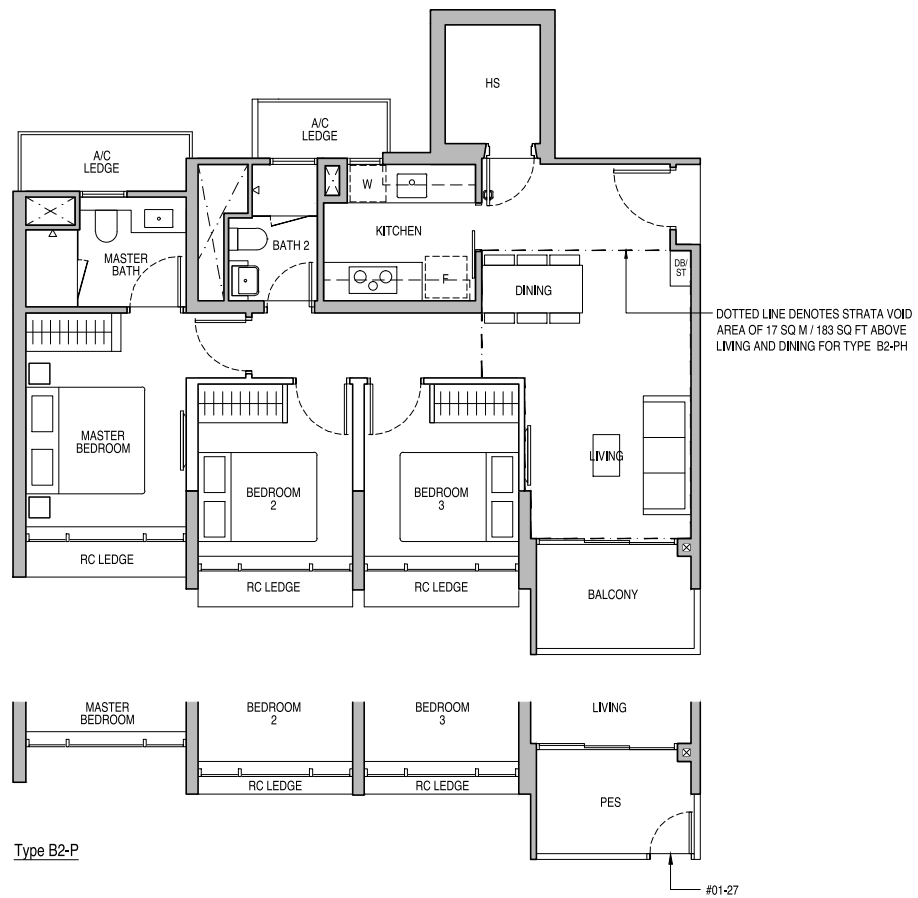 HS
A/C
LEDGE
A/C
LEDGE
W
KITCHEN
MASTER
BATH
BATH 2
F
DINING
DB/
ST
DOTTED LINE DENOTES STRATA VOID
AREA OF 17 SQ M / 183 SQ FT ABOVE
LIVING AND DINING FOR TYPE B2-PH
MASTER
BEDROOM
LIVING
BEDROOM
2
BEDROOM
3
RC LEDGE
RC LEDGE
RC LEDGE
BALCONY
MASTER
BEDROOM
BEDROOM
2
BEDROOM
3
LIVING
RC LEDGE
RC LEDGE
PES
Type B2-P
#01-27